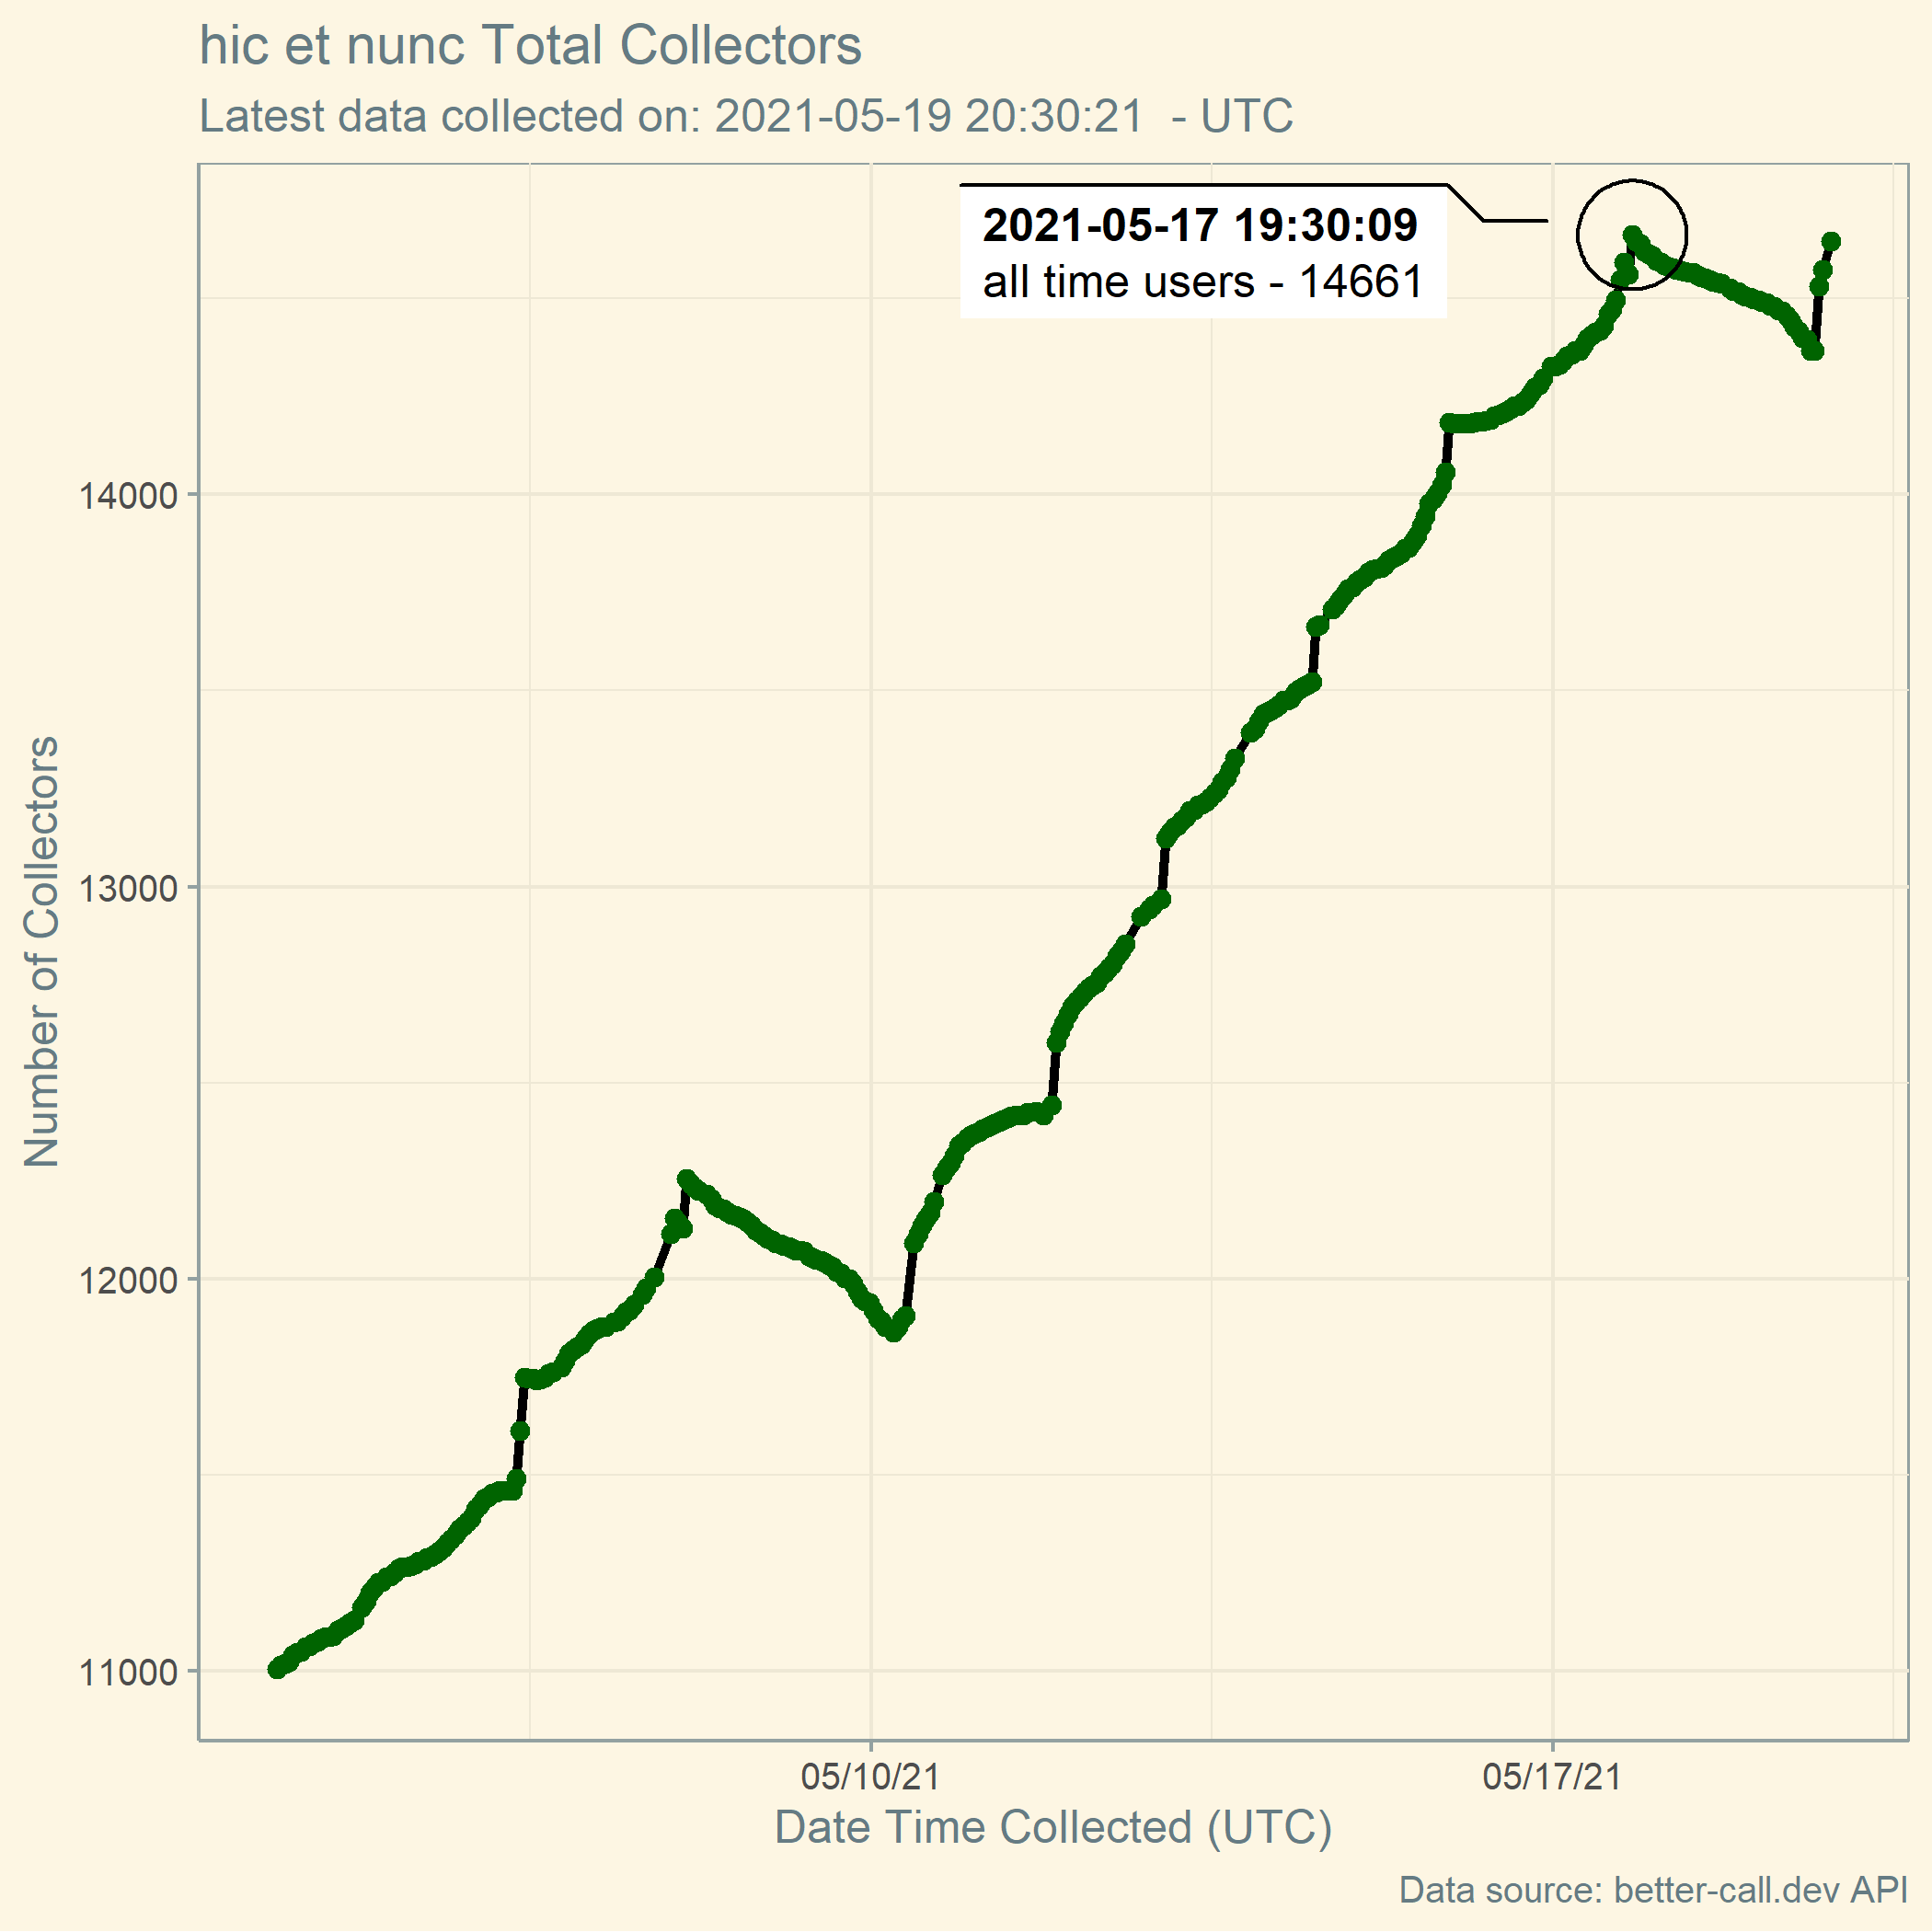 hic et nunc Total Collectors
Latest data collected on: 2021-05-19 20:30:21  - UTC
2021-05-17 19:30:09
all time users - 14661
Number of Collectors
14000
13000
12000
11000
05/10/21
05/17/21
Date Time Collected (UTC)
Data source: better-call.dev API